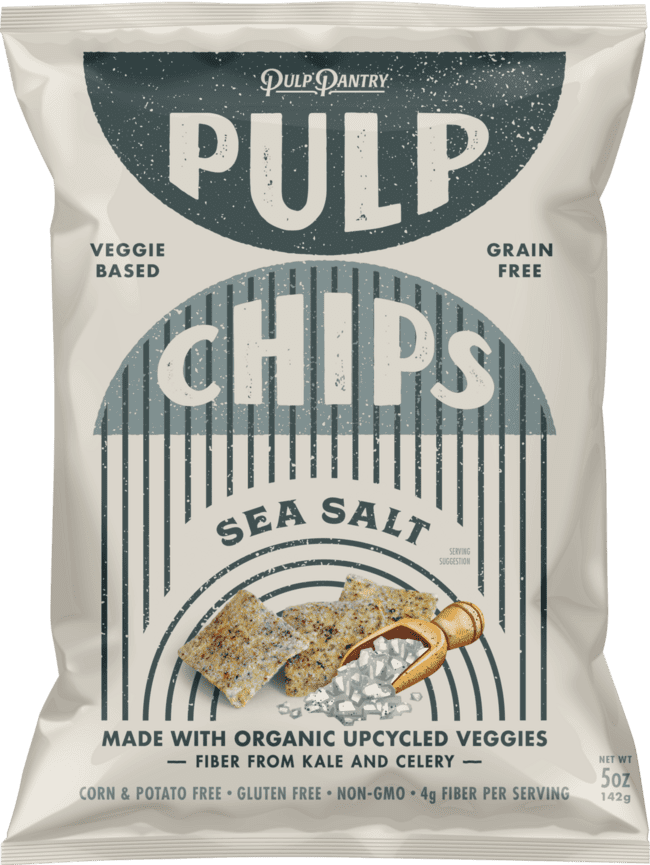 PULP PANTRY
PULP
VEGGIE
BASED
GRAIN
FREE
CHIPS
SEA SALT
SERVING
SUGGESTION
MADE WITH ORGANIC UPCYCLED VEGGIES
— FIBER FROM KALE AND CELERY —
CORN & POTATO FREE • GLUTEN FREE • NON-GMO • 4g FIBER PER SERVING
NET WT
5oz
142g